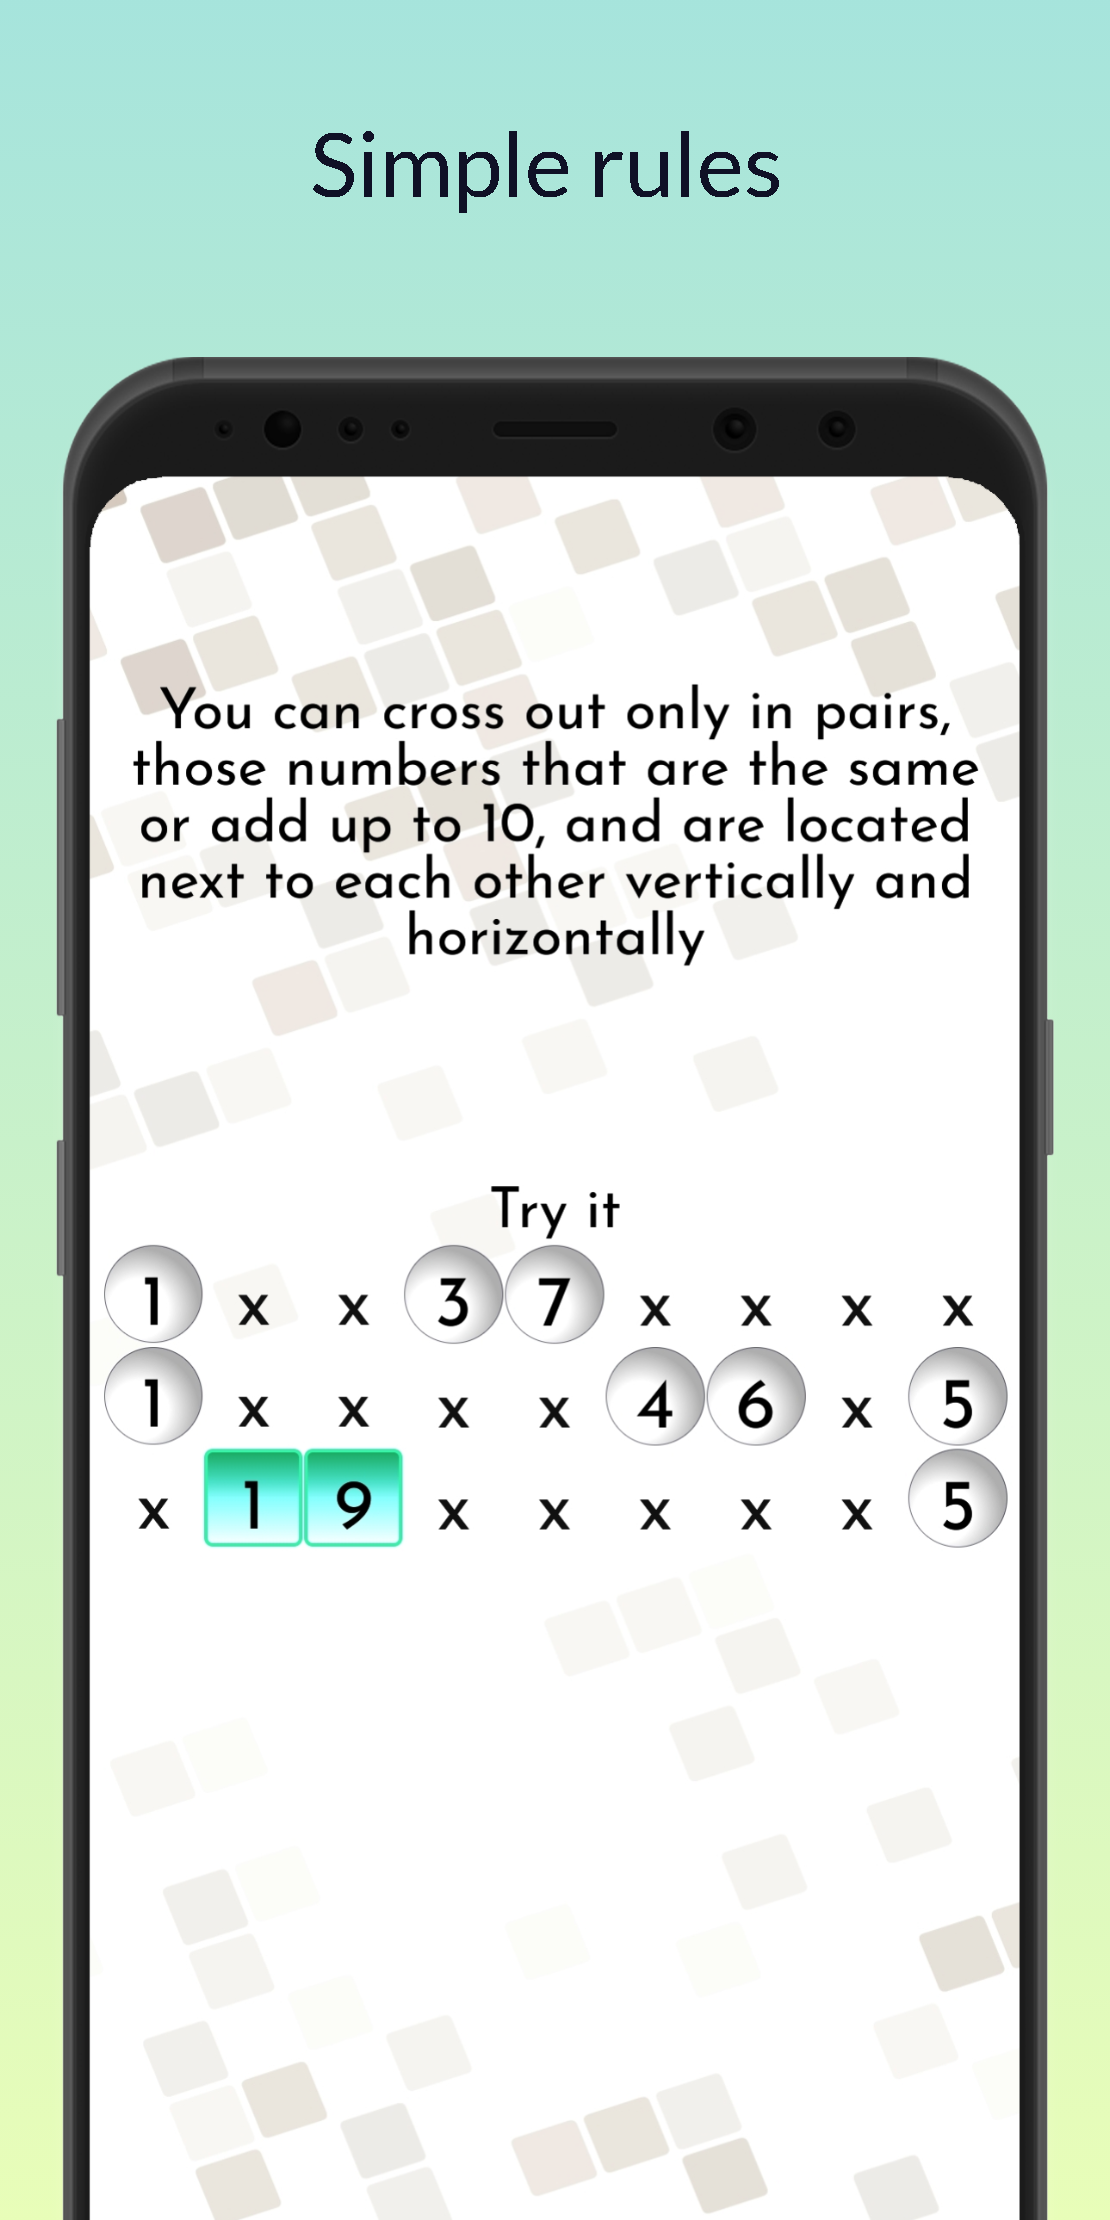 Simple rules
You can cross out only in pairs,
those numbers that are the same
or add up to 10, and are located
next to each other vertically and
horizontally
Try it
1 x x 3 7 x x x x
1 x x x x 4 6 x 5
x 1 9 x x x x x 5